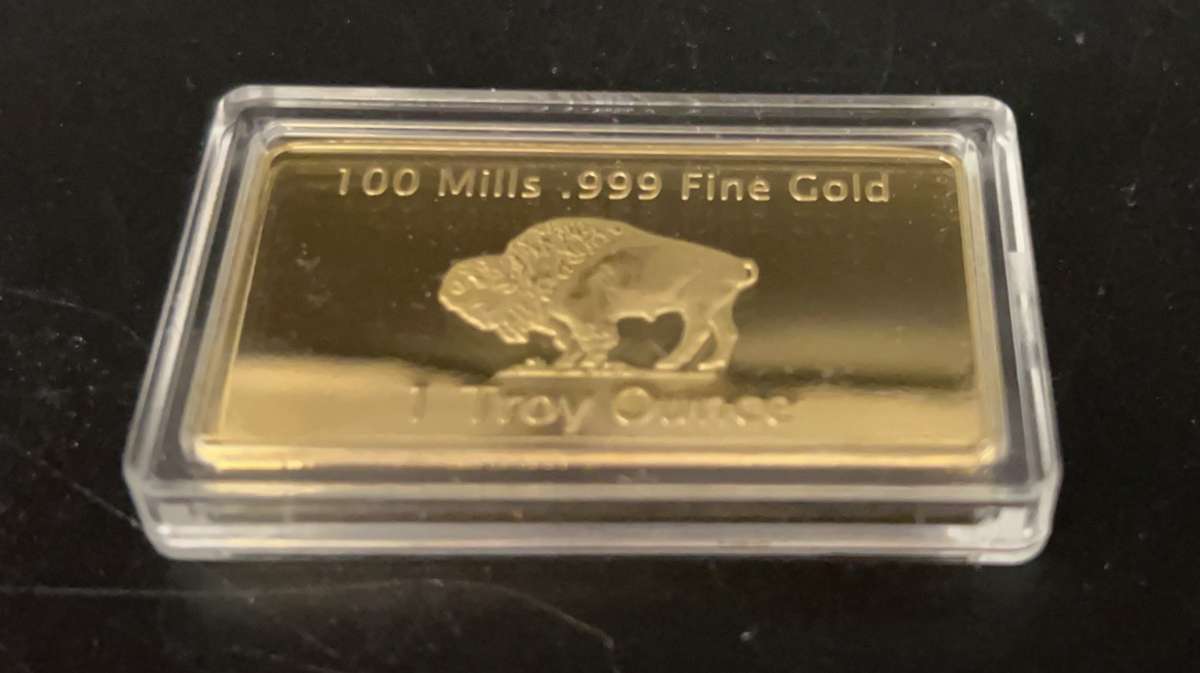 100 Mills .999 Fine Gold
1 Troy Ounce